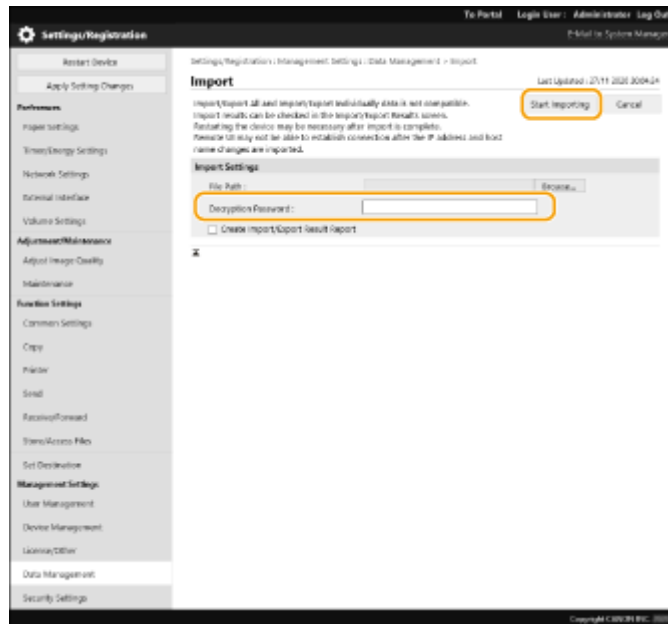 To Portal Login User : Administrator Log Ou
Settings/Registration
E-Mail to System Manage
Restart Device
Apply Setting Changes
Preferences
Paper Settings
Timer/Energy Settings
Network Settings
External Interface
Volume Settings
Adjustment/Maintenance
Adjust Image Quality
Maintenance
Function Settings
Common Settings
Copy
Printer
Send
Receive/Forward
Store/Access Files
Set Destination
Management Settings
User Management
Device Management
License/Other
Data Management
Security Settings
Settings/Registration : Management Settings : Data Management > Import
Import
Last Updated : 27/11 2020
Import/Export All and Import/Export Individually data is not compatible.
Import results can be checked in the Import/Export Results screen.
Restarting the device may be necessary after import is complete.
Remote UI may not be able to establish connection after the IP address and host
name changes are imported.
Start Importing
Cancel
Import Settings
File Path :
Browse...
Decryption Password :
Create Import/Export Result Report
Copyright CANON INC.